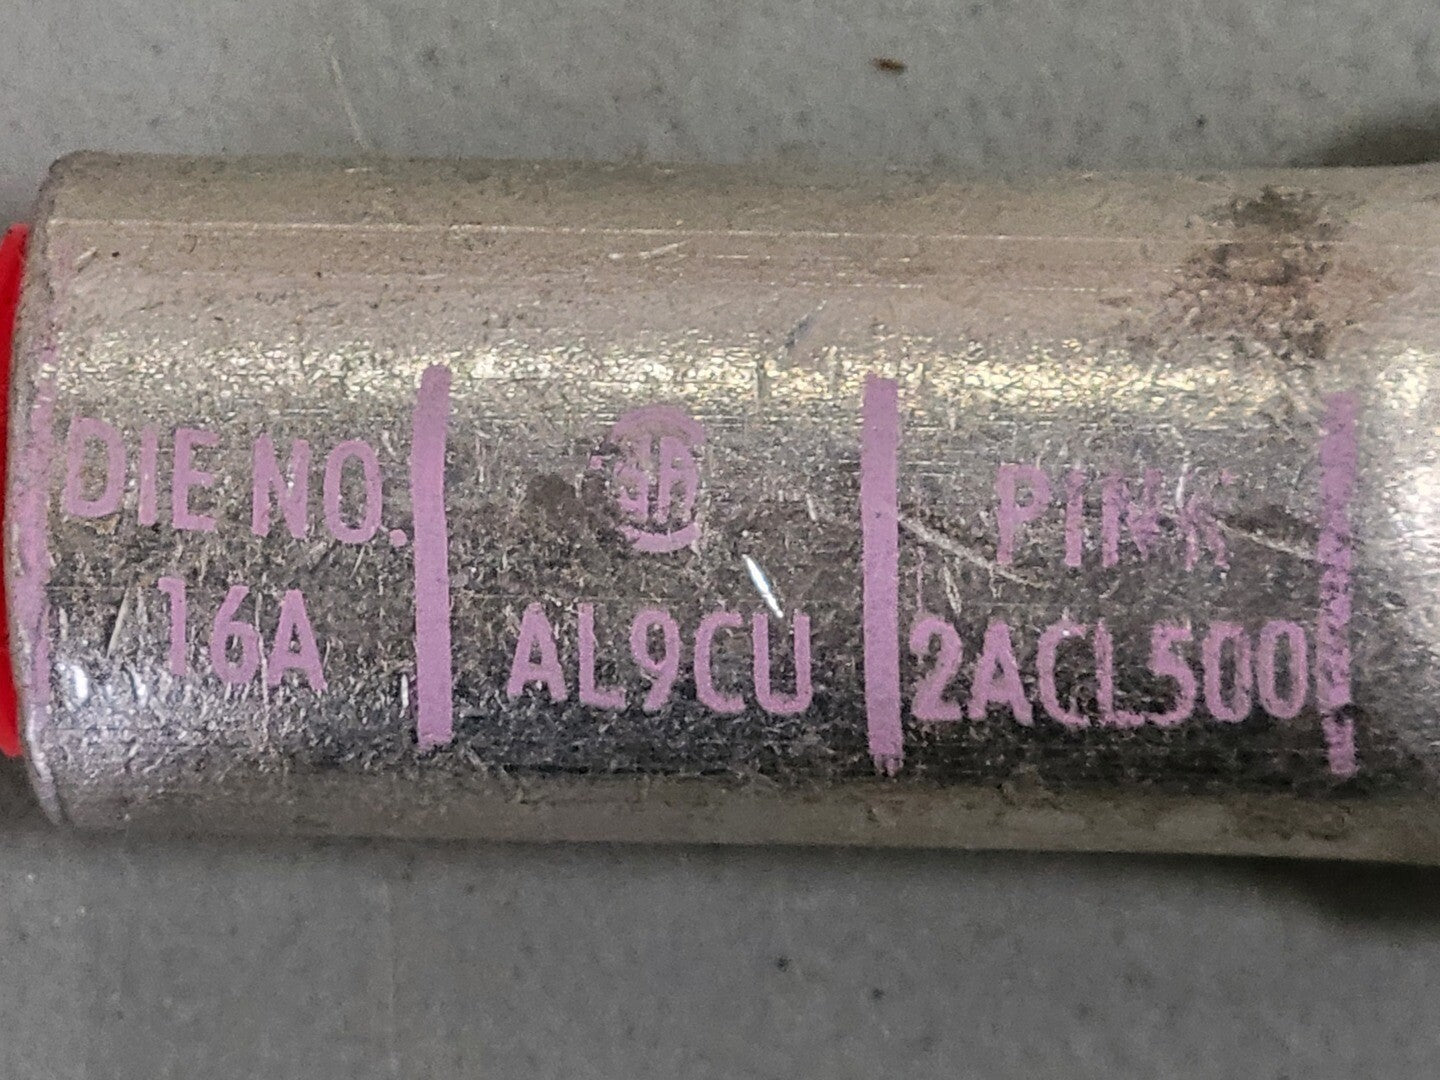 DIE NO.
16A
AL9CU
PINK
2ACL500